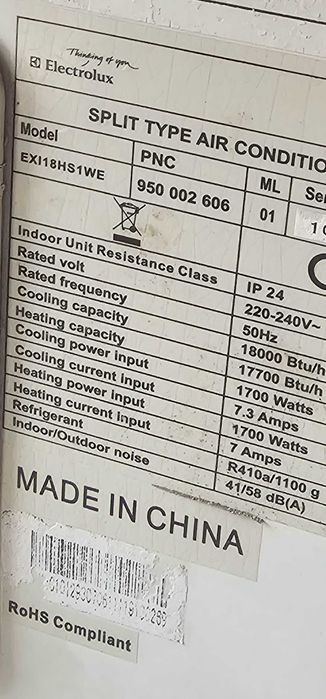 Thinking of you
Electrolux
SPLIT TYPE AIR CONDITIO
Model PNC ML Ser
EXI18HS1WE 950 002 606 01
Indoor Unit Resistance Class IP 24
Rated volt 220-240V~
Rated frequency 50Hz
Cooling capacity 18000 Btu/h
Heating capacity 17700 Btu/h
Cooling power input 1700 Watts
Cooling current input 7.3 Amps
Heating power input 1700 Watts
Heating current input 7 Amps
Refrigerant R410a/1100 g
Indoor/Outdoor noise 41/58 dB(A)
MADE IN CHINA
RoHS Compliant